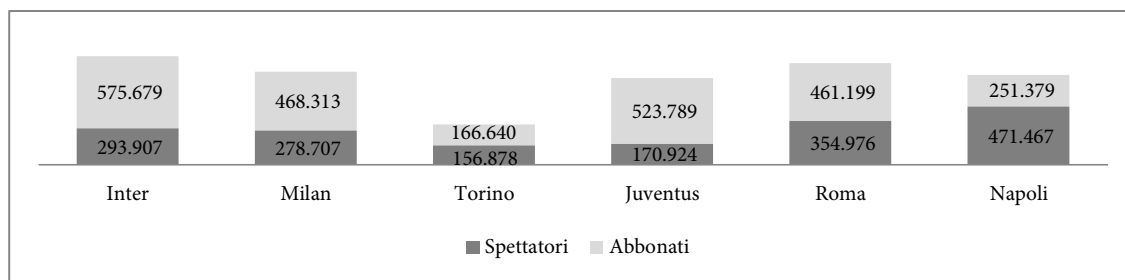 575.679 468.313 166.640 523.789 461.199 251.379
293.907 278.707 156.878 170.924 354.976 471.467
Inter Milan Torino Juventus Roma Napoli
Spettatori Abbonati